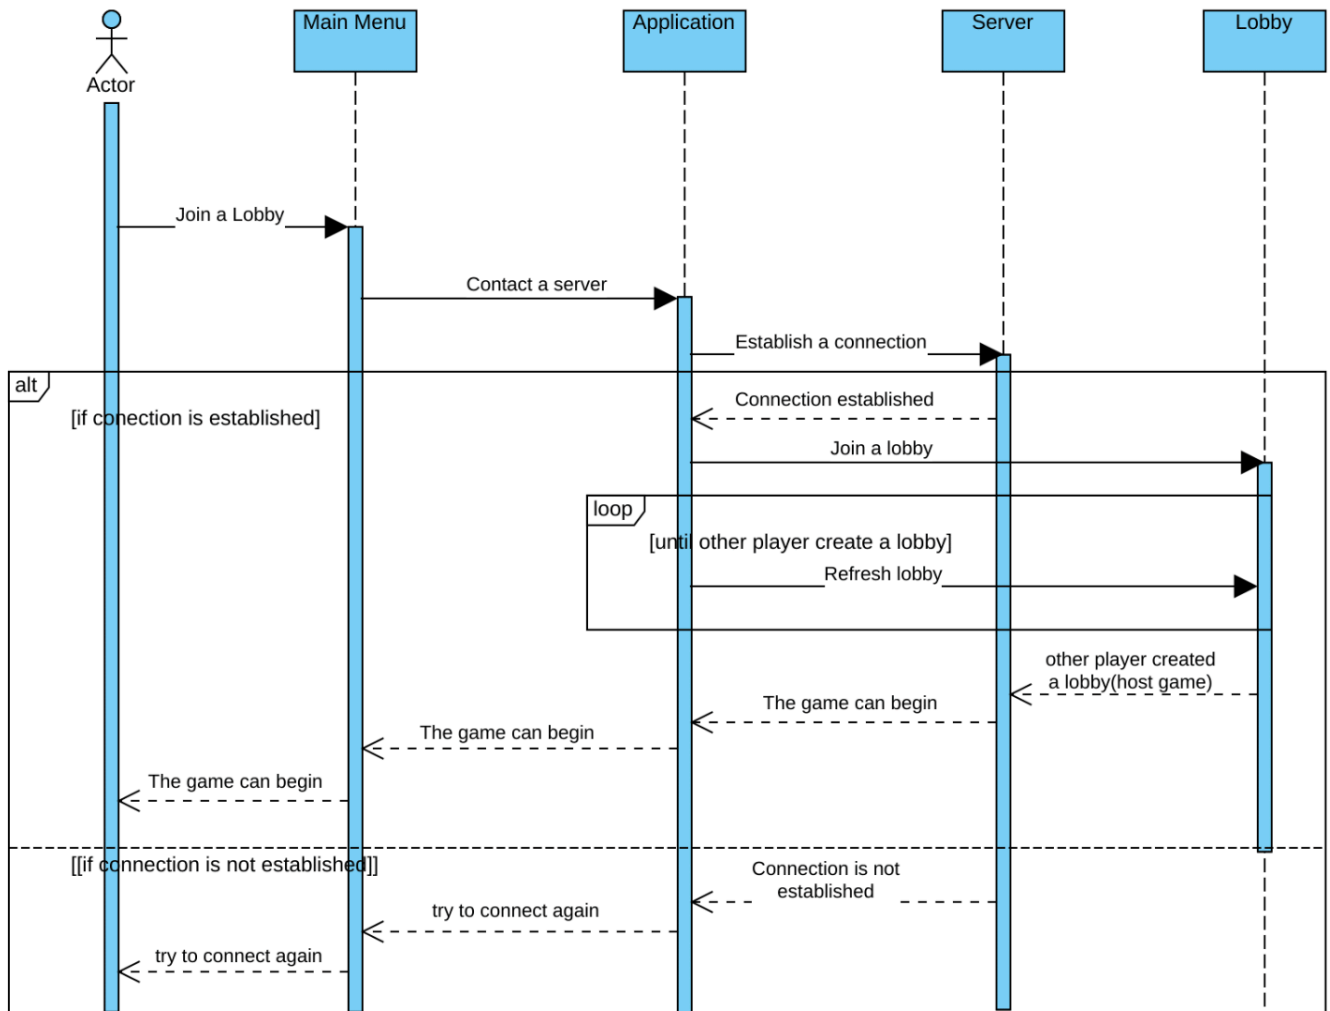 Main Menu
Application
Server
Lobby
Actor
Join a Lobby
Contact a server
Establish a connection
alt
[if conection is established]
Connection established
Join a lobby
loop
[until other player create a lobby]
Refresh lobby
other player created
a lobby(host game)
The game can begin
The game can begin
The game can begin
[[if connection is not established]]
Connection is not
established
try to connect again
try to connect again